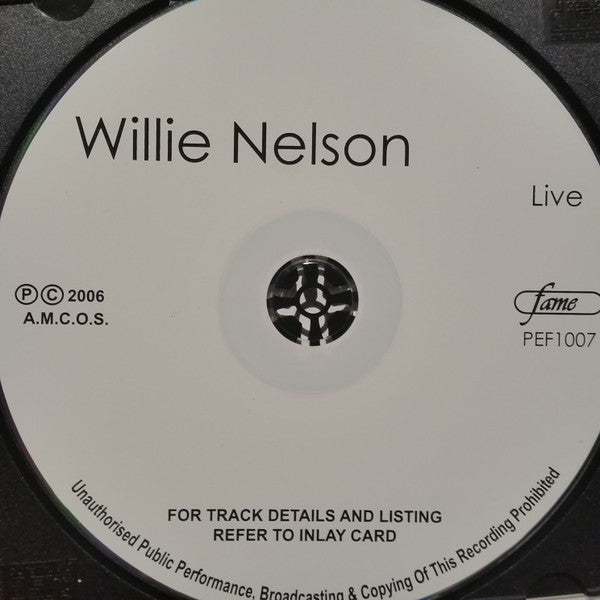 Willie Nelson
Live
Ⓟ Ⓒ 2006
A.M.C.O.S.
fame
PEF1007
FOR TRACK DETAILS AND LISTING
REFER TO INLAY CARD
Unauthorised Public Performance, Broadcasting & Copying Of This Recording Prohibited